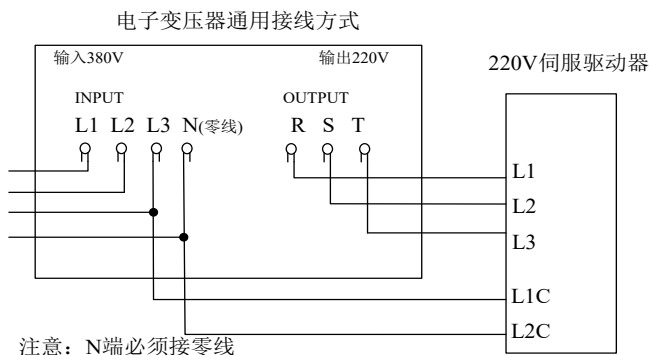 电子变压器通用接线方式
输入380V 输出220V
220V伺服驱动器
INPUT OUTPUT
L1 L2 L3 N(零线) R S T
L1
L2
L3
L1C
L2C
注意：N端必须接零线